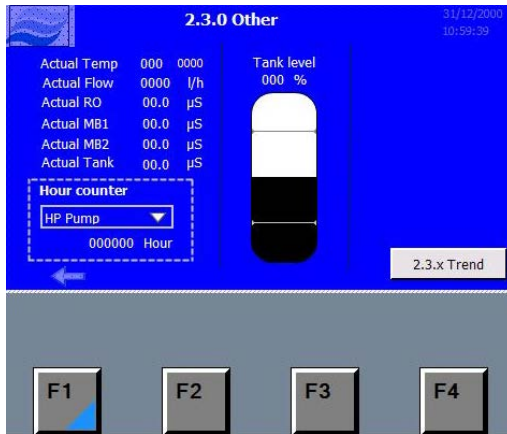 2.3.0 Other
31/12/2000
10:59:39
Actual Temp 000 0000
Actual Flow 0000 l/h
Actual RO 00.0 µS
Actual MB1 00.0 µS
Actual MB2 00.0 µS
Actual Tank 00.0 µS
Hour counter
HP Pump
000000 Hour
Tank level
000 %
2.3.x Trend
F1 F2 F3 F4